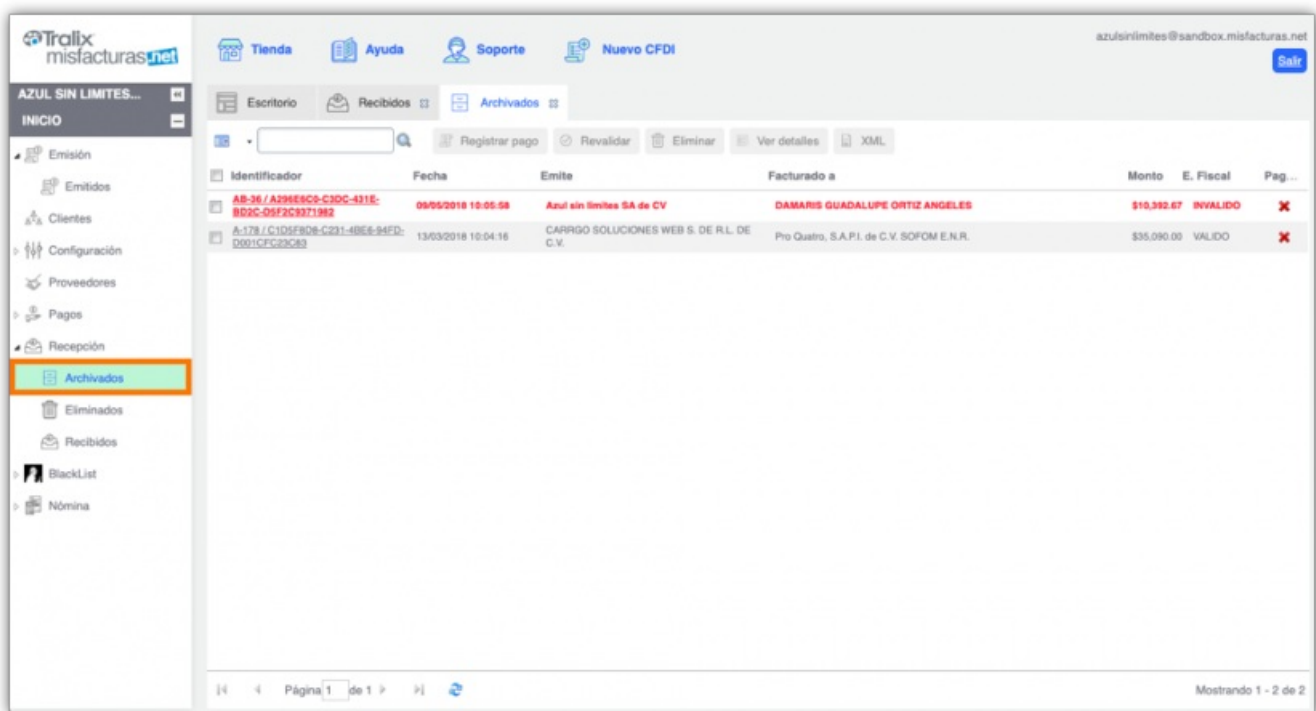 Tralix
misfacturas.net
Tienda
Ayuda
Soporte
Nuevo CFDI
azulsinlimites@sandbox.misfacturas.net
Salir
AZUL SIN LIMITES...
INICIO
Emisión
Emitidos
Clientes
Configuración
Proveedores
Pagos
Recepción
Archivados
Eliminados
Recibidos
BlackList
Nómina
Escritorio
Recibidos
Archivados
Registrar pago
Revalidar
Eliminar
Ver detalles
XML
Identificador Fecha Emite Facturado a Monto E. Fiscal Pag...
AB-36 / A296E6C0-C3DC-431E-
BD2C-D5F2C9371982
09/05/2018 10:05:58
Azul sin limites SA de CV
DAMARIS GUADALUPE ORTIZ ANGELES
$10,392.67 INVALIDO
A-178 / C1D5F8D8-C231-4BE6-94FD-
D001CFC23C83
13/03/2018 10:04:16
CARRGO SOLUCIONES WEB S. DE R.L. DE
C.V.
Pro Quatro, S.A.P.I. de C.V. SOFOM E.N.R.
$35,090.00 VALIDO
Página 1 de 1
Mostrando 1 - 2 de 2